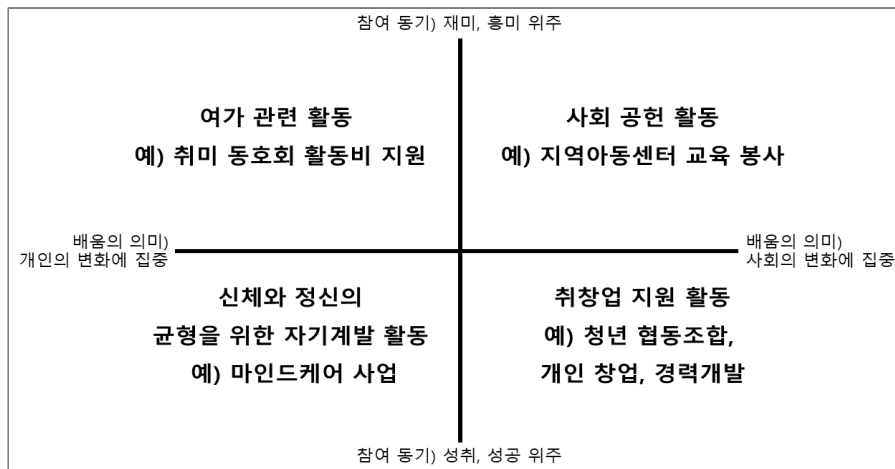 참여 동기) 재미, 흥미 위주
여가 관련 활동
예) 취미 동호회 활동비 지원
사회 공헌 활동
예) 지역아동센터 교육 봉사
배움의 의미)
개인의 변화에 집중
배움의 의미)
사회의 변화에 집중
신체와 정신의
균형을 위한 자기계발 활동
예) 마인드케어 사업
취창업 지원 활동
예) 청년 협동조합,
개인 창업, 경력개발
참여 동기) 성취, 성공 위주